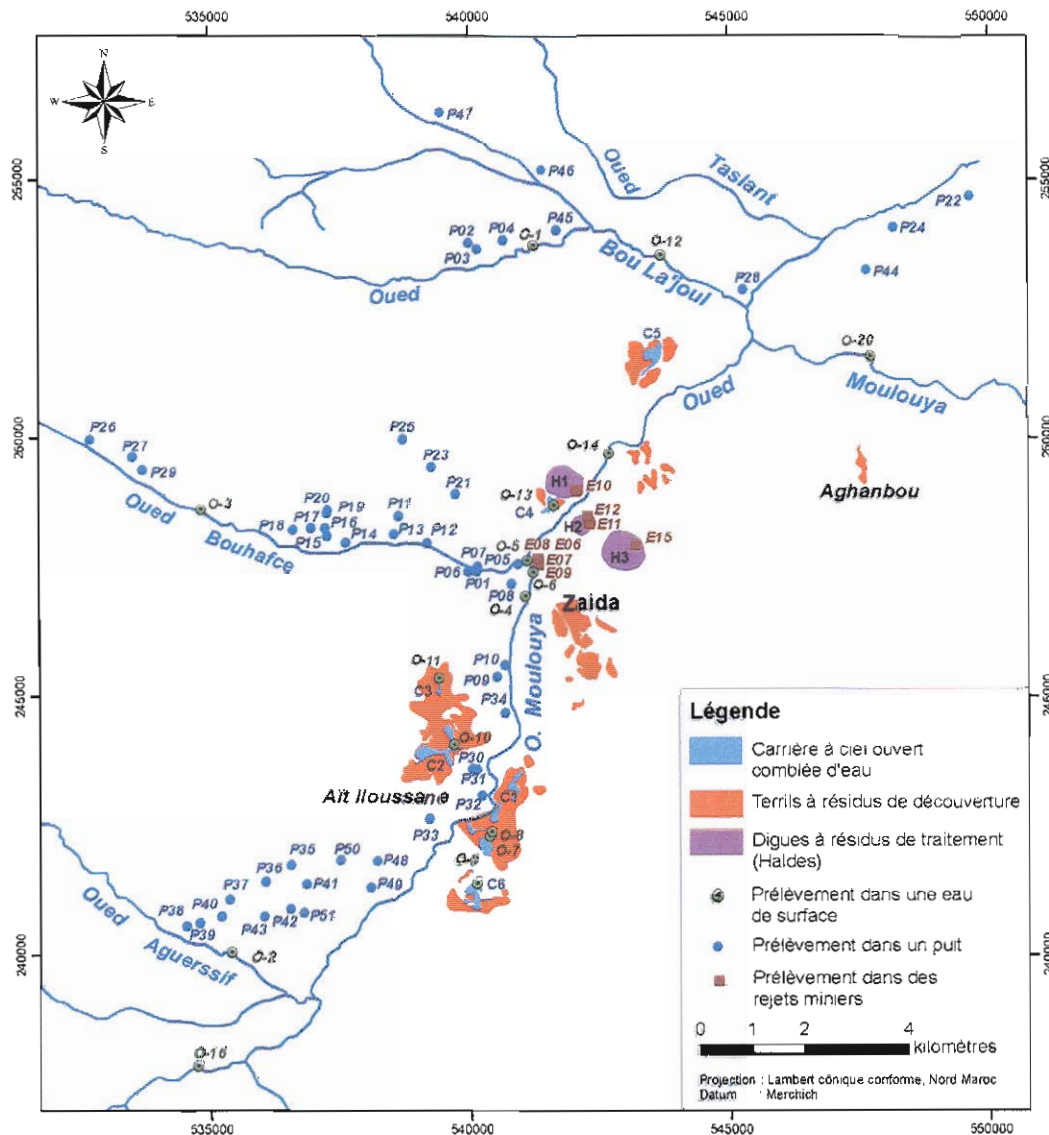 535000 540000 545000 550000
N
W E
S
P47
Oued
Taslant
P46
255000
255000
P22
P24
P02
P04
P45
O-1
O-12
P03
Bou La'joul
P44
P28
Oued
C5
O-20
Oued
Moulouya
P26
P25
250000
250000
P27
P23
O-14
P29
P21
H1
E10
Aghanbou
O-3
O-13
P20
P19
P11
C4
E12
P17
P16
H2
E11
P18
P13
P12
E15
Oued
P15
P14
O-5
E08
E06
H3
Bouhafce
P07
P05
E07
P06
P01
E09
P08
O-6
Zaida
O-4
O. Moulouya
O-11
P10
C3
P09
245000
245000
P34
O-10
C2
P30
P31
Aït Iloussane
P32
P33
O-8
O-7
P35
P50
P48
O-9
P36
C6
P37
P41
P49
P38
P40
P42
P51
P39
P43
Oued
Aguerssif
O-2
240000
240000
O-16
Légende
Carrière à ciel ouvert
comblée d'eau
Terrils à résidus de découverture
Digues à résidus de traitement
(Haldes)
Prélèvement dans une eau
de surface
Prélèvement dans un puit
Prélèvement dans des
rejets miniers
0 1 2 4
kilomètres
Projection : Lambert cônique conforme, Nord Maroc
Datum : Merchich
535000 540000 545000 550000